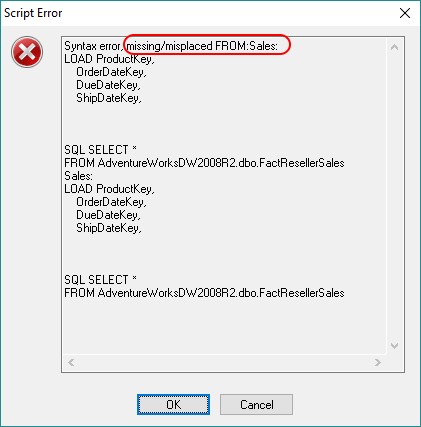 Script Error
Syntax error, missing/misplaced FROM:Sales:
LOAD ProductKey,
OrderDateKey,
DueDateKey,
ShipDateKey,
SQL SELECT *
FROM AdventureWorksDW2008R2.dbo.FactResellerSales
Sales:
LOAD ProductKey,
OrderDateKey,
DueDateKey,
ShipDateKey,
SQL SELECT *
FROM AdventureWorksDW2008R2.dbo.FactResellerSales
OK
Cancel